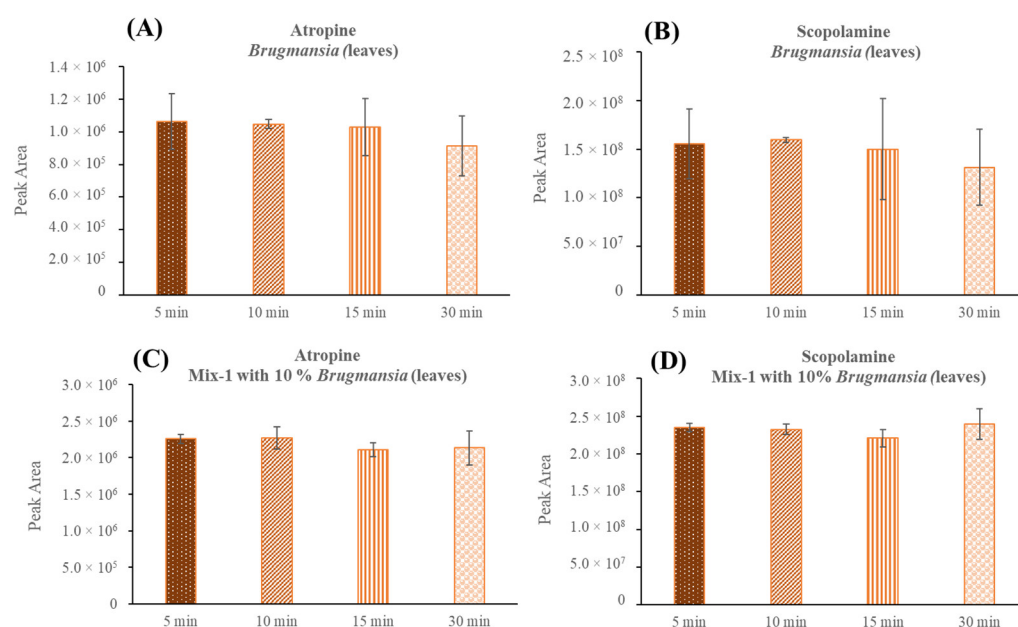 (A)
Atropine
Brugmansia (leaves)
Peak Area
1.4 × 10⁶
1.2 × 10⁶
1.0 × 10⁶
8.0 × 10⁵
6.0 × 10⁵
4.0 × 10⁵
2.0 × 10⁵
0
5 min
10 min
15 min
30 min
(B)
Scopolamine
Brugmansia (leaves)
Peak Area
2.5 × 10⁸
2.0 × 10⁸
1.5 × 10⁸
1.0 × 10⁸
5.0 × 10⁷
0
5 min
10 min
15 min
30 min
(C)
Atropine
Mix-1 with 10 % Brugmansia (leaves)
Peak Area
3.0 × 10⁶
2.5 × 10⁶
2.0 × 10⁶
1.5 × 10⁶
1.0 × 10⁶
5.0 × 10⁵
0
5 min
10 min
15 min
30 min
(D)
Scopolamine
Mix-1 with 10% Brugmansia (leaves)
Peak Area
3.0 × 10⁸
2.0 × 10⁸
2.0 × 10⁸
2.0 × 10⁸
1.0 × 10⁸
5.0 × 10⁷
0
5 min
10 min
15 min
30 min